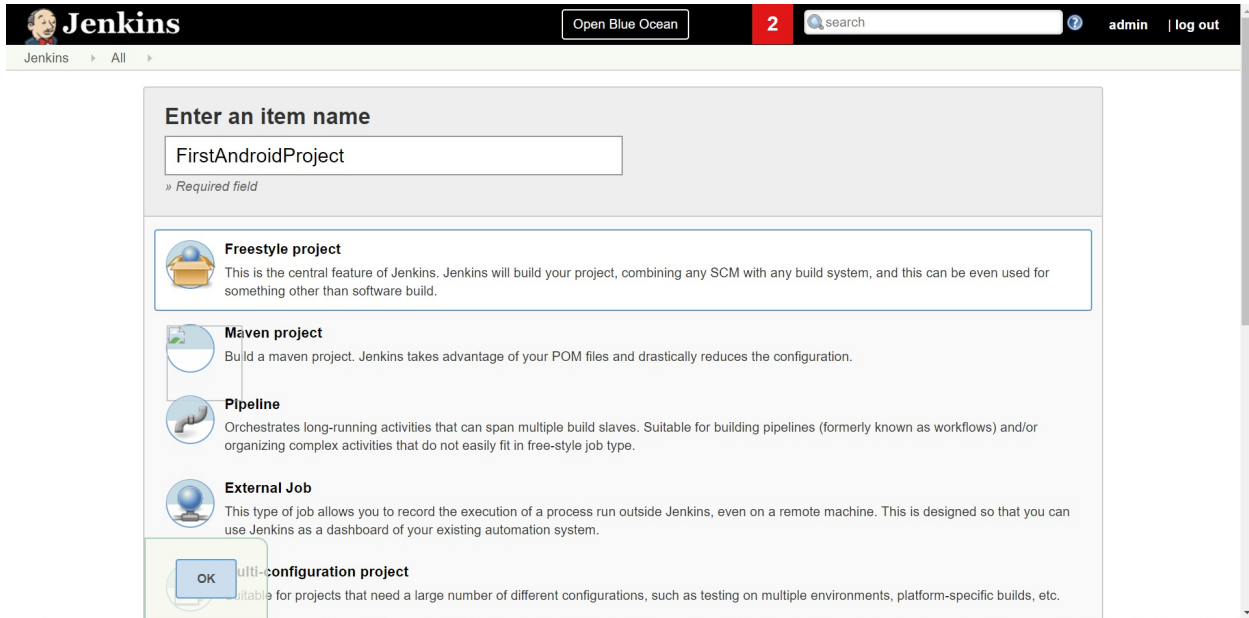 Jenkins
Open Blue Ocean
2
search
?
admin | log out
Jenkins All
Enter an item name
FirstAndroidProject
» Required field
Freestyle project
This is the central feature of Jenkins. Jenkins will build your project, combining any SCM with any build system, and this can be even used for
something other than software build.
Maven project
Build a maven project. Jenkins takes advantage of your POM files and drastically reduces the configuration.
Pipeline
Orchestrates long-running activities that can span multiple build slaves. Suitable for building pipelines (formerly known as workflows) and/or
organizing complex activities that do not easily fit in free-style job type.
External Job
This type of job allows you to record the execution of a process run outside Jenkins, even on a remote machine. This is designed so that you can
use Jenkins as a dashboard of your existing automation system.
OK
Multi-configuration project
Suitable for projects that need a large number of different configurations, such as testing on multiple environments, platform-specific builds, etc.